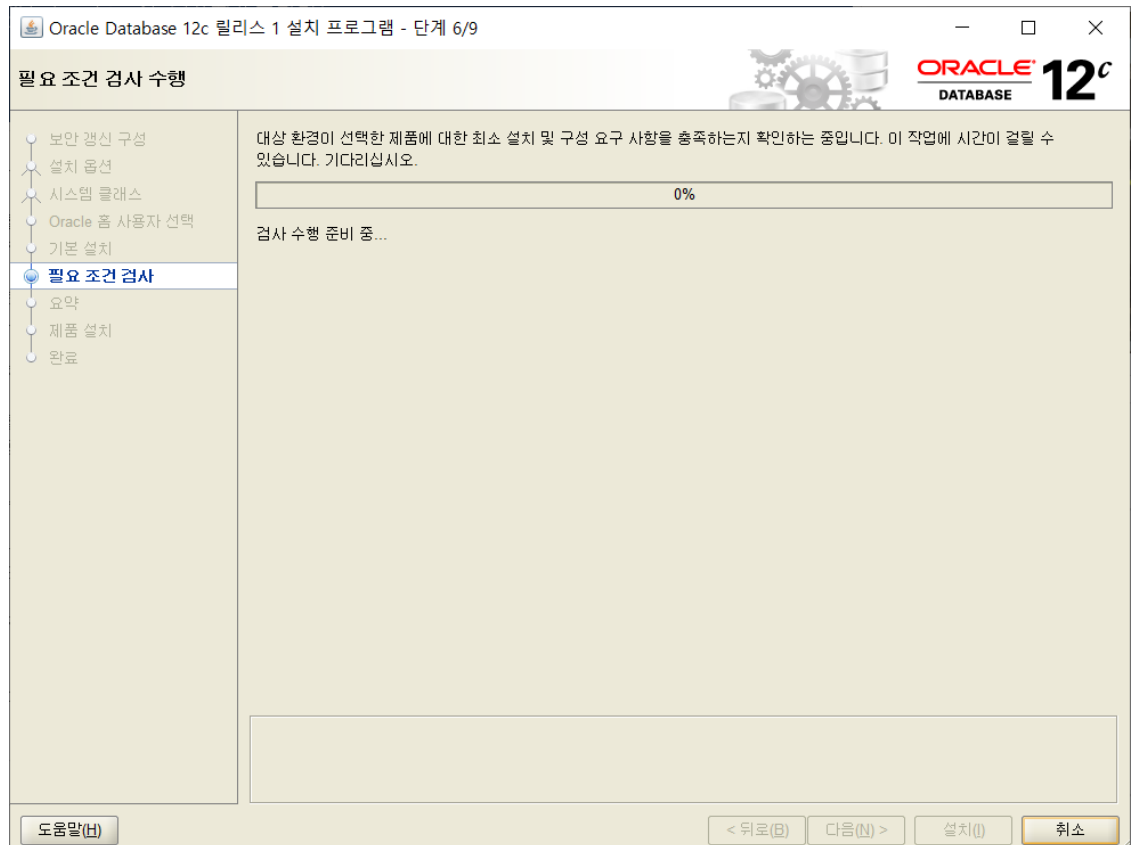 Oracle Database 12c 릴리스 1 설치 프로그램 - 단계 6/9
필요 조건 검사 수행
ORACLE
DATABASE
12c
보안 갱신 구성
설치 옵션
시스템 클래스
Oracle 홈 사용자 선택
기본 설치
필요 조건 검사
요약
제품 설치
완료
대상 환경이 선택한 제품에 대한 최소 설치 및 구성 요구 사항을 충족하는지 확인하는 중입니다. 이 작업에 시간이 걸릴 수
있습니다. 기다리십시오.
0%
검사 수행 준비 중...
도움말(H)
< 뒤로(B)
다음(N) >
설치(I)
취소